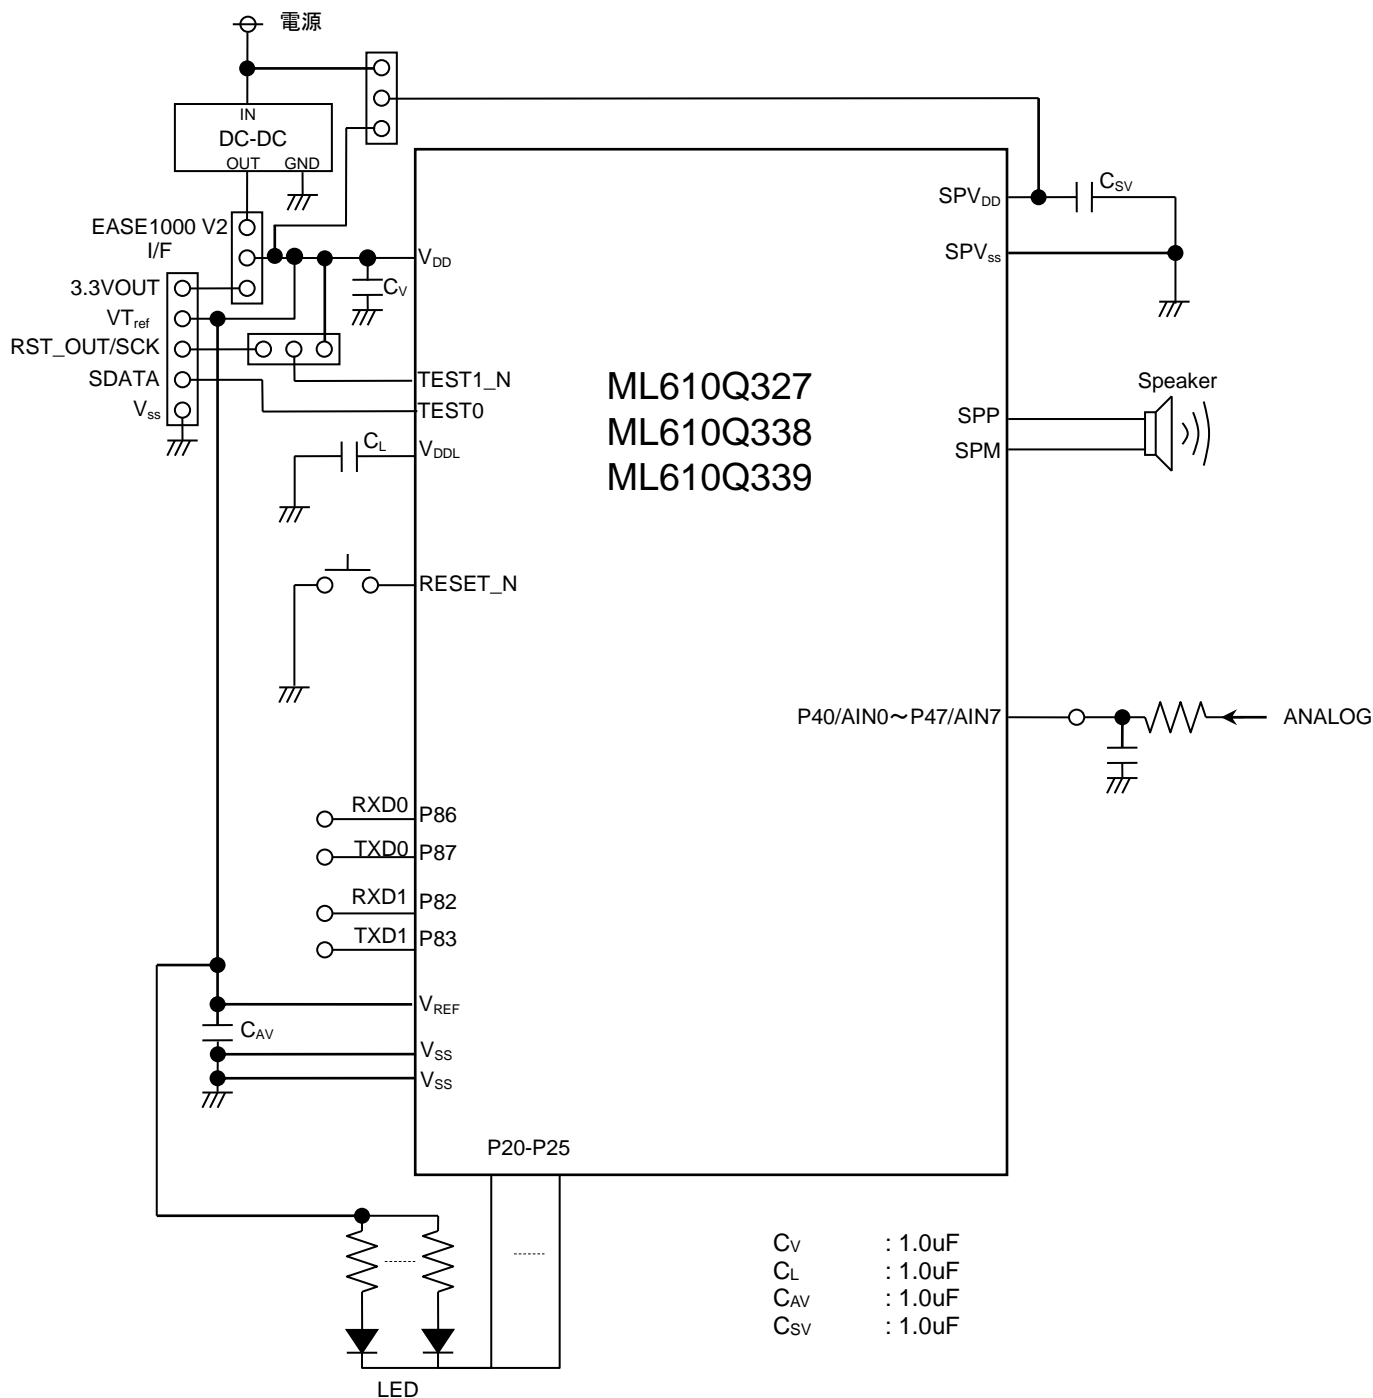 電源
IN
DC-DC
OUT GND
EASE1000 V2
I/F
3.3VOUT
VTref
RST_OUT/SCK
SDATA
Vss
VDD
CV
TEST1_N
TEST0
CL
VDDL
RESET_N
ML610Q327
ML610Q338
ML610Q339
SPVDD
CSV
SPVss
Speaker
SPP
SPM
P40/AIN0～P47/AIN7
ANALOG
RXD0 P86
TXD0 P87
RXD1 P82
TXD1 P83
VREF
CAV
VSS
VSS
P20-P25
LED
CV : 1.0uF
CL : 1.0uF
CAV : 1.0uF
CSV : 1.0uF